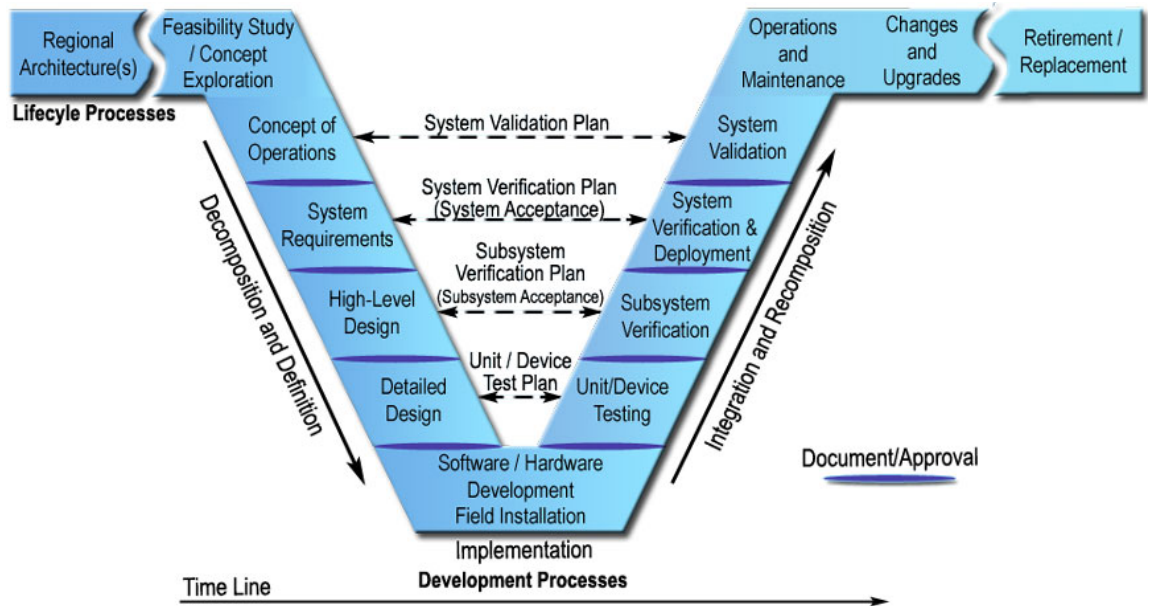 Regional
Architecture(s)
Feasibility Study
/ Concept
Exploration
Operations
and
Maintenance
Changes
and
Upgrades
Retirement /
Replacement
Lifecyle Processes
Concept of
Operations
System Validation Plan
System
Validation
System
Requirements
System Verification Plan
(System Acceptance)
System
Verification &
Deployment
High-Level
Design
Subsystem
Verification Plan
(Subsystem Acceptance)
Subsystem
Verification
Detailed
Design
Unit / Device
Test Plan
Unit/Device
Testing
Decomposition and Definition
Integration and Recomposition
Software / Hardware
Development
Field Installation
Document/Approval
Implementation
Development Processes
Time Line